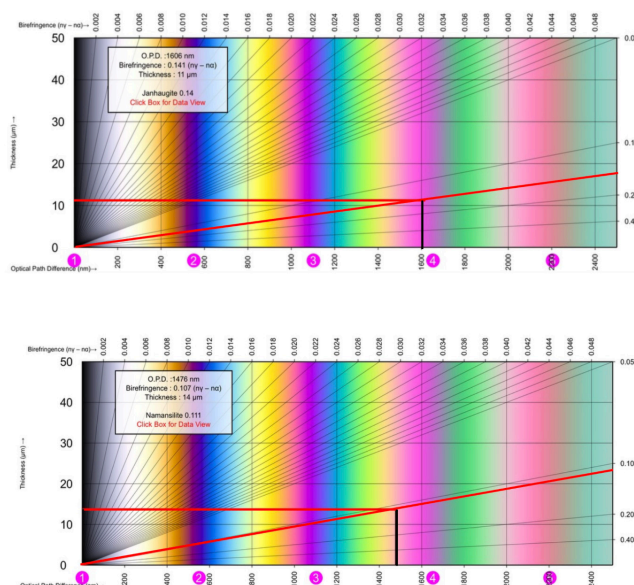 Birefringence (nγ – nα)→
0.002 0.004 0.006 0.008 0.010 0.012 0.014 0.016 0.018 0.020 0.022 0.024 0.026 0.028 0.030 0.032 0.034 0.036 0.038 0.040 0.042 0.044 0.046 0.048
O.P.D. :1606 nm
Birefringence : 0.141 (nγ – nα)
Thickness : 11 µm
Janhaugite 0.14
Click Box for Data View
Thickness (µm) →
50
40
30
20
10
0
0.0
0.1
0.2
0.4
1 2 3 4
200 400 600 800 1000 1200 1400 1600 1800 2000 2200 2400
Optical Path Difference (nm)→
Birefringence (nγ – nα)→
0.002 0.004 0.006 0.008 0.010 0.012 0.014 0.016 0.018 0.020 0.022 0.024 0.026 0.028 0.030 0.032 0.034 0.036 0.038 0.040 0.042 0.044 0.046 0.048
O.P.D. :1476 nm
Birefringence : 0.107 (nγ – nα)
Thickness : 14 µm
Namansilite 0.111
Click Box for Data View
Thickness (µm) →
50
40
30
20
10
0
0.05
0.10
0.20
0.40
1 2 3 4